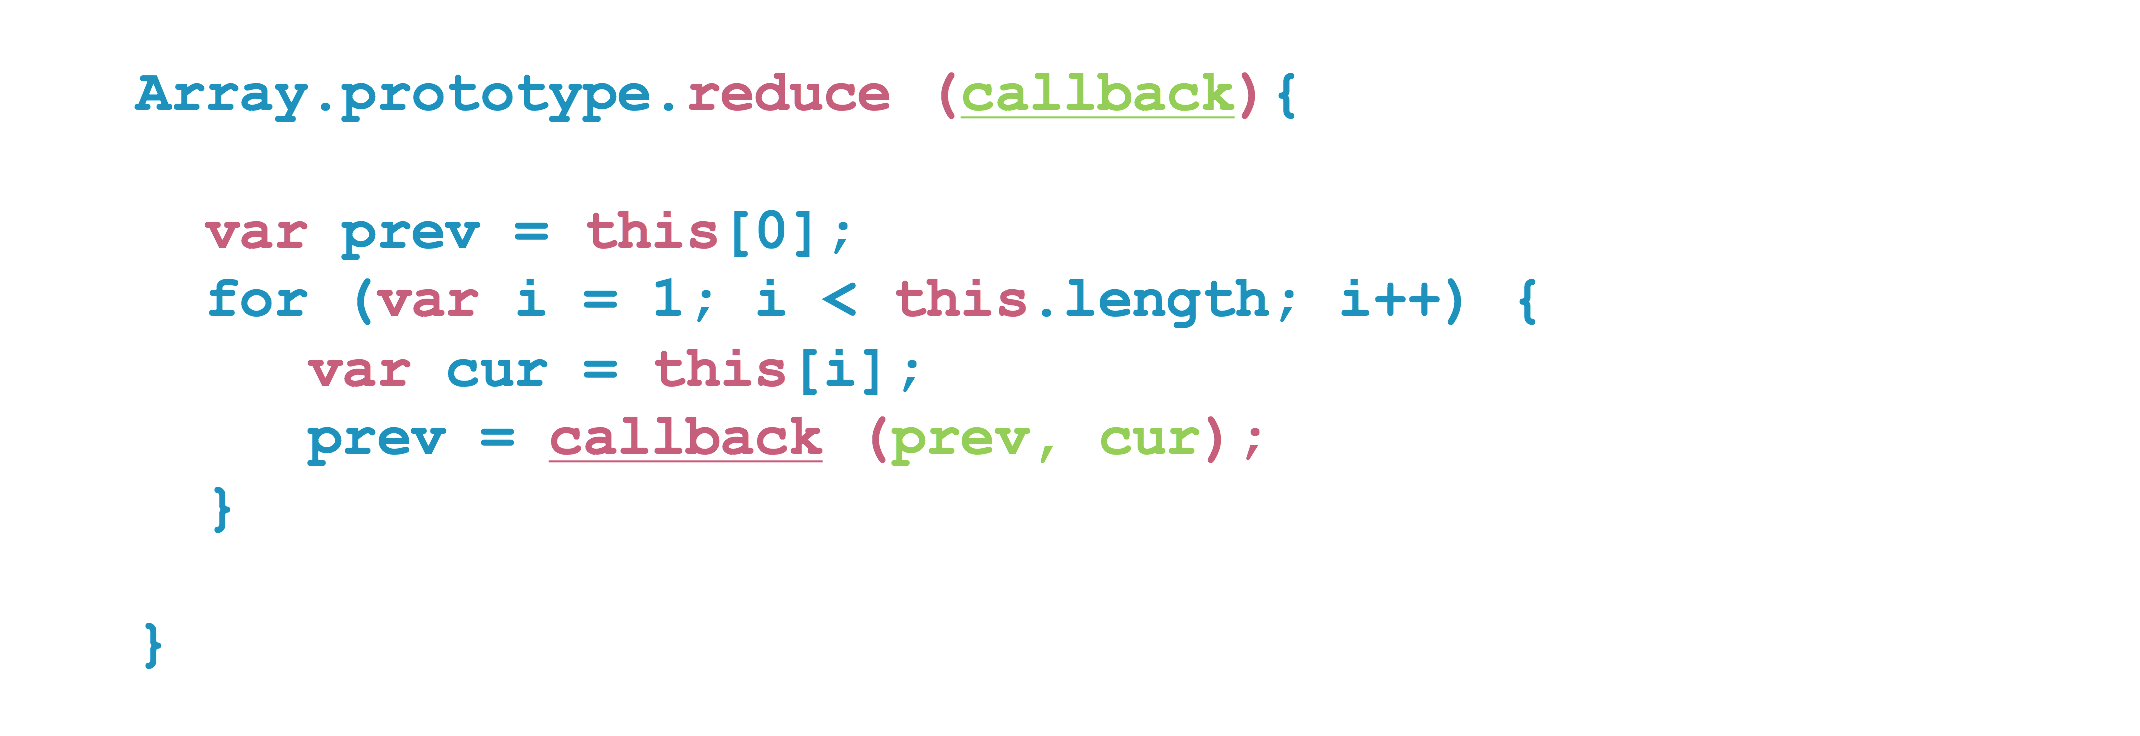 Array.prototype.reduce (callback){
var prev = this[0];
for (var i = 1; i < this.length; i++) {
var cur = this[i];
prev = callback (prev, cur);
}
}